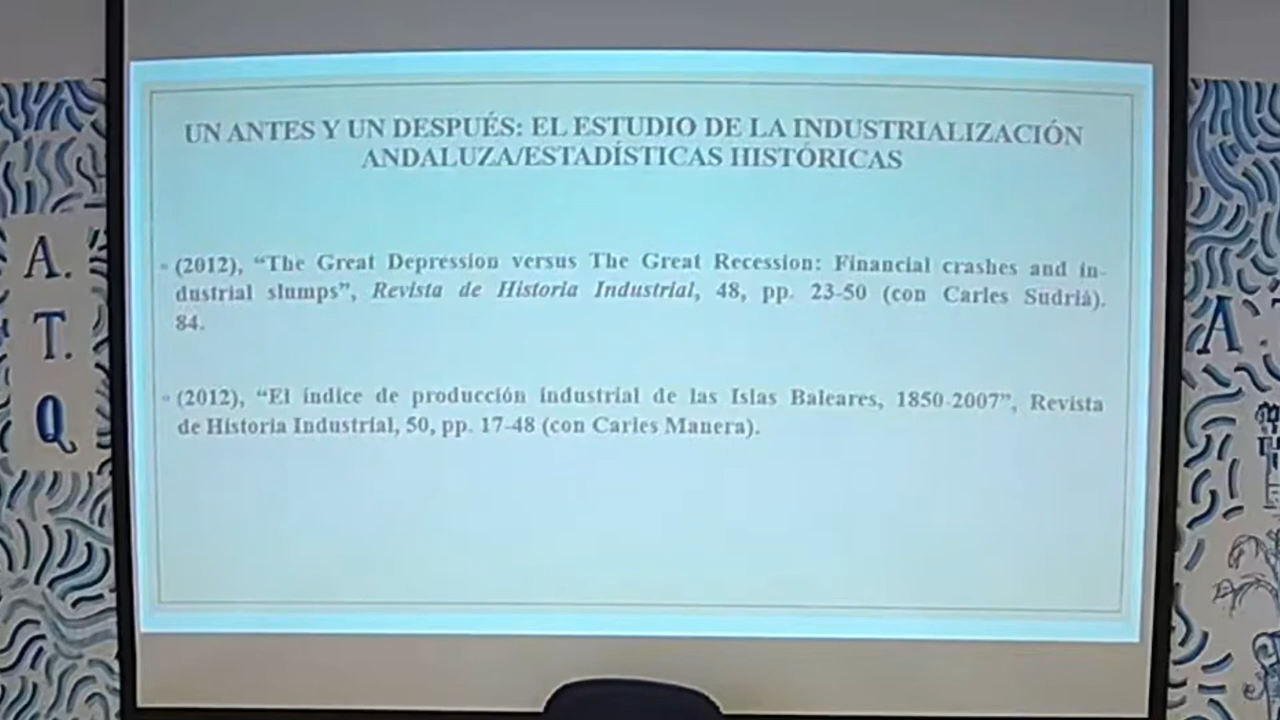 UN ANTES Y UN DESPUÉS: EL ESTUDIO DE LA INDUSTRIALIZACIÓN
ANDALUZA/ESTADÍSTICAS HISTÓRICAS
(2012), “The Great Depression versus The Great Recession: Financial crashes and in-
dustrial slumps”, Revista de Historia Industrial, 48, pp. 23-50 (con Carles Sudrià).
84.
(2012), “El índice de producción industrial de las Islas Baleares, 1850-2007”, Revista
de Historia Industrial, 50, pp. 17-48 (con Carles Manera).
A.
T.
Q
A.